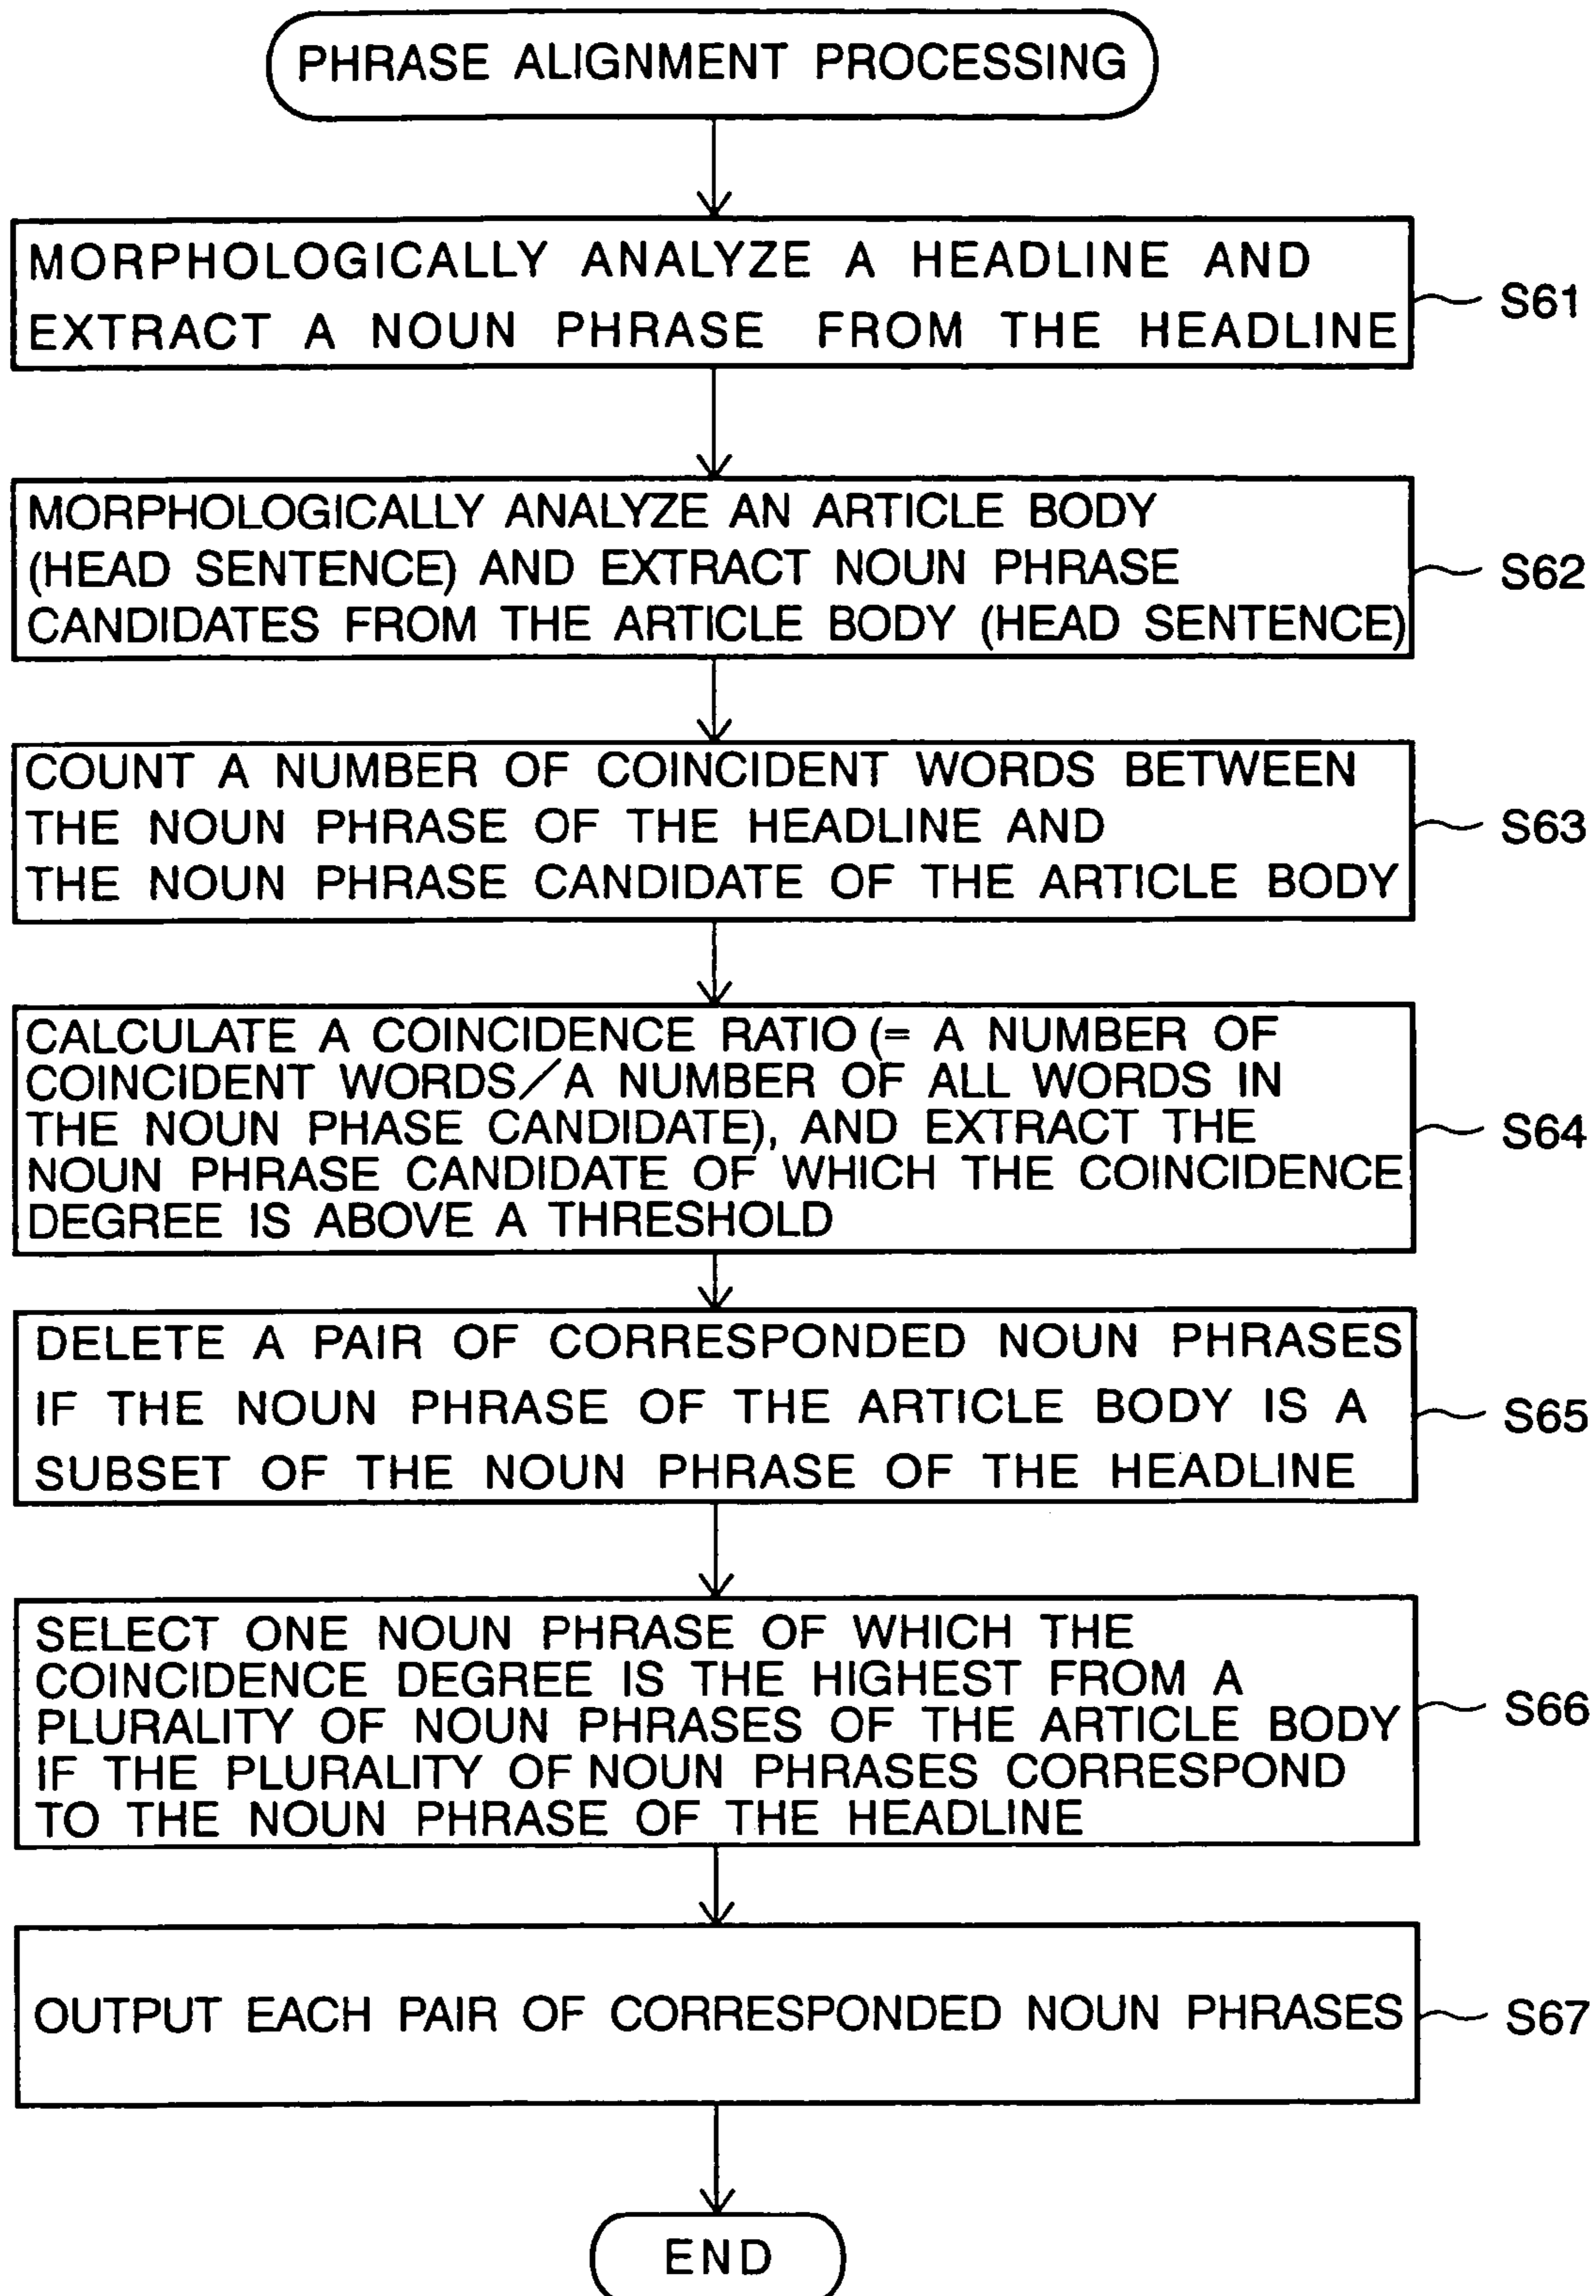 PHRASE ALIGNMENT PROCESSING
MORPHOLOGICALLY ANALYZE A HEADLINE AND
EXTRACT A NOUN PHRASE FROM THE HEADLINE
S61
MORPHOLOGICALLY ANALYZE AN ARTICLE BODY
(HEAD SENTENCE) AND EXTRACT NOUN PHRASE
CANDIDATES FROM THE ARTICLE BODY (HEAD SENTENCE)
S62
COUNT A NUMBER OF COINCIDENT WORDS BETWEEN
THE NOUN PHRASE OF THE HEADLINE AND
THE NOUN PHRASE CANDIDATE OF THE ARTICLE BODY
S63
CALCULATE A COINCIDENCE RATIO (= A NUMBER OF
COINCIDENT WORDS／A NUMBER OF ALL WORDS IN
THE NOUN PHASE CANDIDATE), AND EXTRACT THE
NOUN PHRASE CANDIDATE OF WHICH THE COINCIDENCE
DEGREE IS ABOVE A THRESHOLD
S64
DELETE A PAIR OF CORRESPONDED NOUN PHRASES
IF THE NOUN PHRASE OF THE ARTICLE BODY IS A
SUBSET OF THE NOUN PHRASE OF THE HEADLINE
S65
SELECT ONE NOUN PHRASE OF WHICH THE
COINCIDENCE DEGREE IS THE HIGHEST FROM A
PLURALITY OF NOUN PHRASES OF THE ARTICLE BODY
IF THE PLURALITY OF NOUN PHRASES CORRESPOND
TO THE NOUN PHRASE OF THE HEADLINE
S66
OUTPUT EACH PAIR OF CORRESPONDED NOUN PHRASES
S67
END